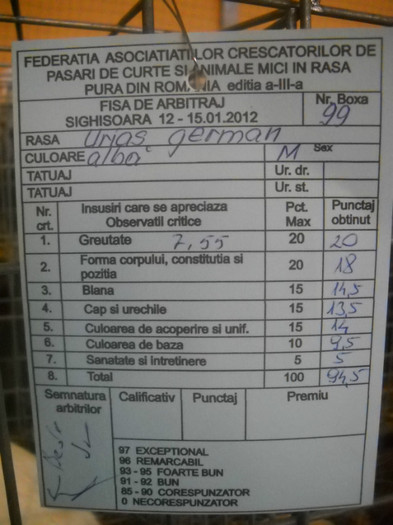 FEDERATIA ASOCIATIATILOR CRESCATORILOR DE
PASARI DE CURTE SI ANIMALE MICI IN RASA
PURA DIN ROMANIA editia a-III-a
FISA DE ARBITRAJ Nr. Boxa
SIGHISOARA 12 - 15.01.2012 99
RASA Urias german
CULOARE alba M Sex
TATUAJ Ur. dr.
TATUAJ Ur. st.
Nr. crt. Insusiri care se apreciaza Observatii critice Pct. Max Punctaj obtinut
1. Greutate 7,55 20 20
2. Forma corpului, constitutia si pozitia 20 18
3. Blana 15 14,5
4. Cap si urechile 15 13,5
5. Culoarea de acoperire si unif. 15 14
6. Culoarea de baza 10 9,5
7. Sanatate si intretinere 5 5
8. Total 100 94,5
Semnatura arbitrilor Calificativ Punctaj Premiu
97 EXCEPTIONAL
96 REMARCABIL
93 - 95 FOARTE BUN
91 - 92 BUN
85 - 90 CORESPUNZATOR
0 NECORESPUNZATOR